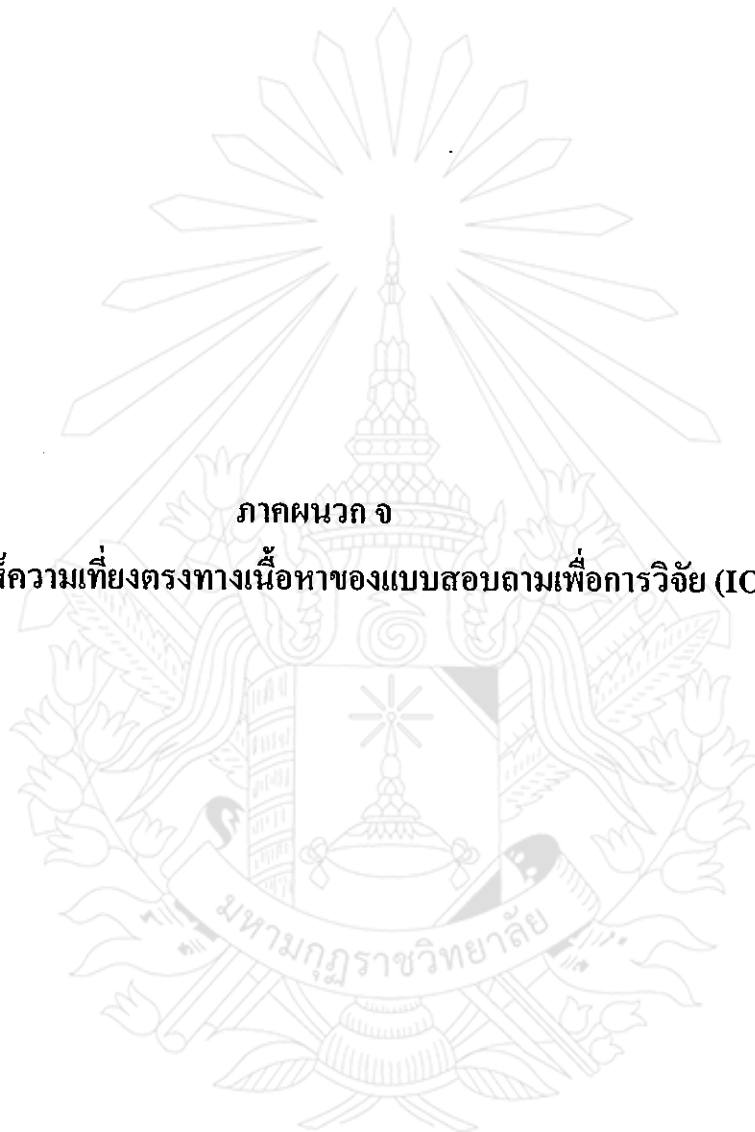 ภาคผนวก จ
ความเที่ยงตรงทางเนื้อหาของแบบสอบถามเพื่อการวิจัย
มหามกุฏราชวิทยาลัย